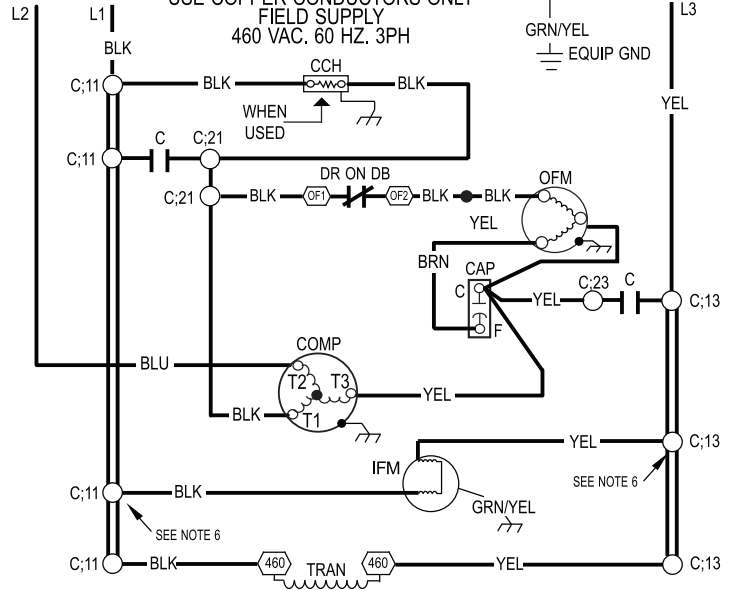 USE COPPER CONDUCTORS ONLY
FIELD SUPPLY
460 VAC. 60 HZ. 3PH
L2
L1
L3
BLK
GRN/YEL
EQUIP GND
YEL
C;11
BLK
CCH
BLK
WHEN
USED
C;11
C
C;21
C;21
BLK
OF1
DR ON DB
OF2
BLK
BLK
OFM
YEL
BRN
CAP
C
F
YEL
C;23
C
C;13
BLU
COMP
T2
T3
T1
YEL
BLK
YEL
C;13
IFM
SEE NOTE 6
C;11
BLK
GRN/YEL
SEE NOTE 6
C;11
BLK
460
TRAN
460
YEL
C;13